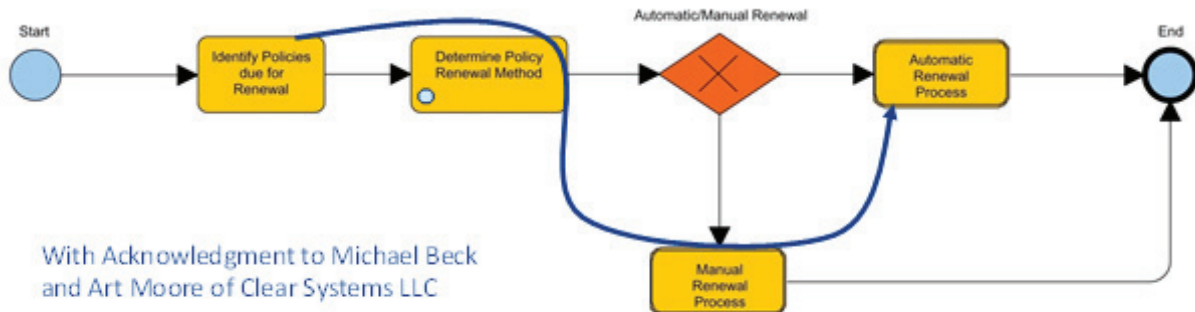 Automatic/Manual Renewal
Start
End
Identify Policies
due for
Renewal
Determine Policy
Renewal Method
Automatic
Renewal
Process
With Acknowledgment to Michael Beck
and Art Moore of Clear Systems LLC
Manual
Renewal
Process